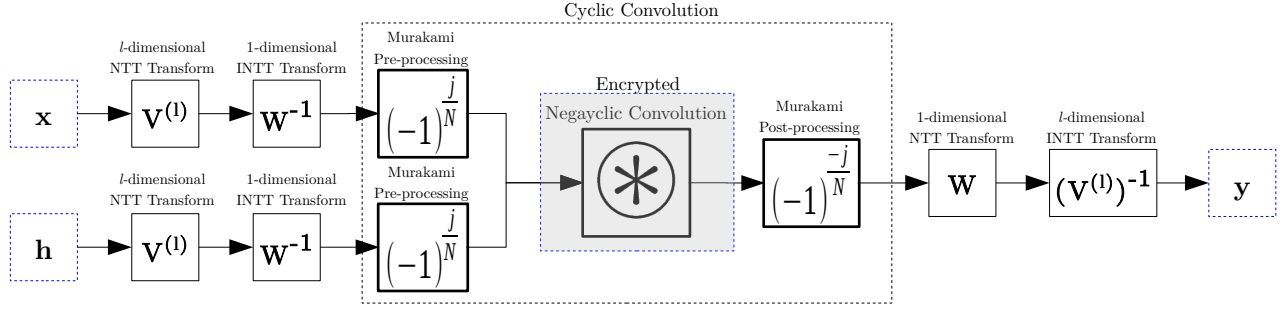 Cyclic Convolution
l-dimensional
NTT Transform
1-dimensional
INTT Transform
Murakami
Pre-processing
x
V^(l)
W^-1
(-1)^(j/N)
l-dimensional
NTT Transform
1-dimensional
INTT Transform
Murakami
Pre-processing
h
V^(l)
W^-1
(-1)^(j/N)
Encrypted
Negayclic Convolution
*
Murakami
Post-processing
(-1)^(-j/N)
1-dimensional
NTT Transform
W
l-dimensional
INTT Transform
(V^(l))^-1
y